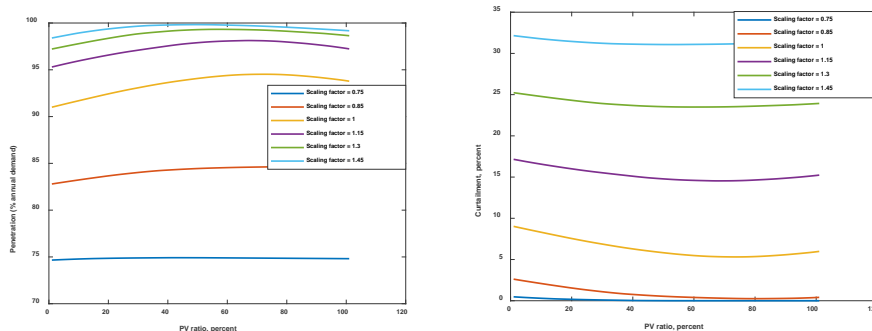 100
95
90
85
80
75
70
0
20
40
60
80
100
120
Penetration (% annual demand)
PV ratio, percent
Scaling factor = 0.75
Scaling factor = 0.85
Scaling factor = 1
Scaling factor = 1.15
Scaling factor = 1.3
Scaling factor = 1.45
35
30
25
20
15
10
5
0
0
20
40
60
80
100
120
Curtailment, percent
PV ratio, percent
Scaling factor = 0.75
Scaling factor = 0.85
Scaling factor = 1
Scaling factor = 1.15
Scaling factor = 1.3
Scaling factor = 1.45